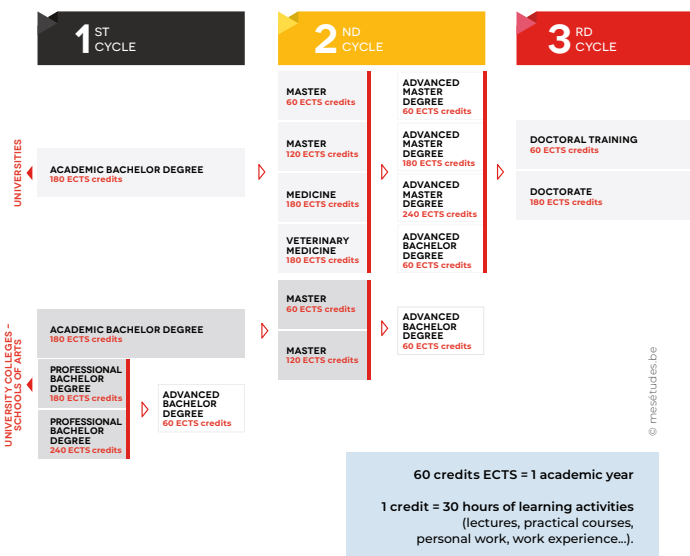 1 ST
CYCLE
2 ND
CYCLE
3 RD
CYCLE
UNIVERSITIES
ACADEMIC BACHELOR DEGREE
180 ECTS credits
MASTER
60 ECTS credits
MASTER
120 ECTS credits
MEDICINE
180 ECTS credits
VETERINARY
MEDICINE
180 ECTS credits
ADVANCED
MASTER
DEGREE
60 ECTS credits
ADVANCED
MASTER
DEGREE
180 ECTS credits
ADVANCED
MASTER
DEGREE
240 ECTS credits
ADVANCED
BACHELOR
DEGREE
60 ECTS credits
DOCTORAL TRAINING
60 ECTS credits
DOCTORATE
180 ECTS credits
UNIVERSITY COLLEGES –
SCHOOLS OF ARTS
ACADEMIC BACHELOR DEGREE
180 ECTS credits
PROFESSIONAL
BACHELOR
DEGREE
180 ECTS credits
PROFESSIONAL
BACHELOR
DEGREE
240 ECTS credits
ADVANCED
BACHELOR
DEGREE
60 ECTS credits
MASTER
60 ECTS credits
MASTER
120 ECTS credits
ADVANCED
BACHELOR
DEGREE
60 ECTS credits
© mesétudes.be
60 credits ECTS = 1 academic year
1 credit = 30 hours of learning activities
(lectures, practical courses,
personal work, work experience...).